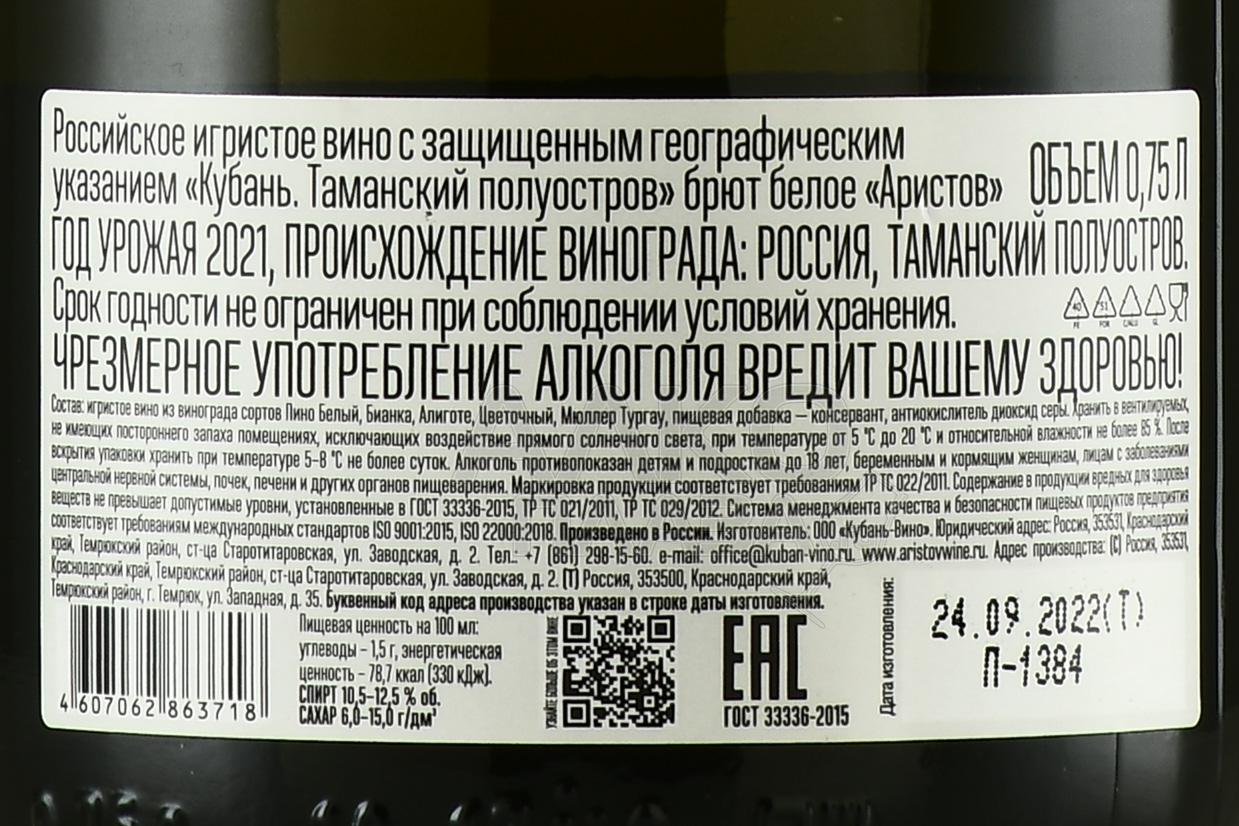 Российское игристое вино с защищенным географическим
указанием «Кубань. Таманский полуостров» брют белое «Аристов»
ОБЪЕМ 0,75 Л
ГОД УРОЖАЯ 2021, ПРОИСХОЖДЕНИЕ ВИНОГРАДА: РОССИЯ, ТАМАНСКИЙ ПОЛУОСТРОВ.
Срок годности не ограничен при соблюдении условий хранения.
40 51
FE FOR C/ALU GL
ЧРЕЗМЕРНОЕ УПОТРЕБЛЕНИЕ АЛКОГОЛЯ ВРЕДИТ ВАШЕМУ ЗДОРОВЬЮ!
Состав: игристое вино из винограда сортов Пино Белый, Бианка, Алиготе, Цветочный, Мюллер Тургау, пищевая добавка – консервант, антиокислитель диоксид серы. Хранить в вентилируемых,
не имеющих постороннего запаха помещениях, исключающих воздействие прямого солнечного света, при температуре от 5 °C до 20 °C и относительной влажности не более 85 %. После
вскрытия упаковки хранить при температуре 5-8 °C не более суток. Алкоголь противопоказан детям и подросткам до 18 лет, беременным и кормящим женщинам, лицам с заболеваниями
центральной нервной системы, почек, печени и других органов пищеварения. Маркировка продукции соответствует требованиям ТР ТС 022/2011. Содержание в продукции вредных для здоровья
веществ не превышает допустимые уровни, установленные в ГОСТ 33336-2015, ТР ТС 021/2011, ТР ТС 029/2012. Система менеджмента качества и безопасности пищевых продуктов предприятия
соответствует требованиям международных стандартов ISO 9001:2015, ISO 22000:2018. Произведено в России. Изготовитель: ООО «Кубань-Вино». Юридический адрес: Россия, 353531, Краснодарский
край, Темрюкский район, ст-ца Старотитаровская, ул. Заводская, д. 2. Тел.: +7 (861) 298-15-60. e-mail: office@kuban-vino.ru. www.aristovwine.ru. Адрес производства: (С) Россия, 353531,
Краснодарский край, Темрюкский район, ст-ца Старотитаровская, ул. Заводская, д. 2. (Т) Россия, 353500, Краснодарский край,
Темрюкский район, г. Темрюк, ул. Западная, д. 35. Буквенный код адреса производства указан в строке даты изготовления.
4 607062 863718
Пищевая ценность на 100 мл:
углеводы – 1,5 г, энергетическая
ценность – 78,7 ккал (330 кДж).
СПИРТ 10,5–12,5 % об.
САХАР 6,0–15,0 г/дм³
УЗНАЙТЕ БОЛЬШЕ ОБ ЭТОМ ВИНЕ
ЕАС
ГОСТ 33336-2015
Дата изготовления:
24.09.2022(Т)
П-1384